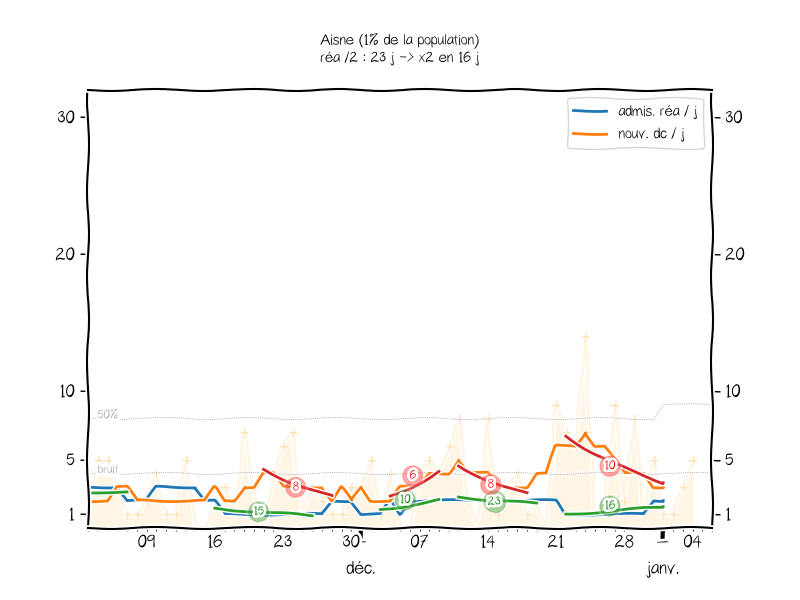 Aisne (1% de la population)
réa /2 : 23 j -> x2 en 16 j
admis. réa / j
nouv. dc / j
30 30
20 20
10 10
50%
5 5
bruit
1 1
8 6 8 10
15 10 23 16
09 16 23 30 07 14 21 28 04
déc. janv.